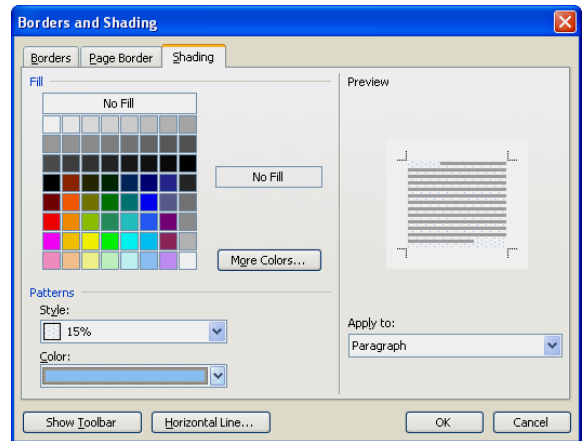 Borders and Shading
Borders
Page Border
Shading
Fill
No Fill
No Fill
More Colors...
Patterns
Style:
15%
Color:
Preview
Apply to:
Paragraph
Show Toolbar
Horizontal Line...
OK
Cancel